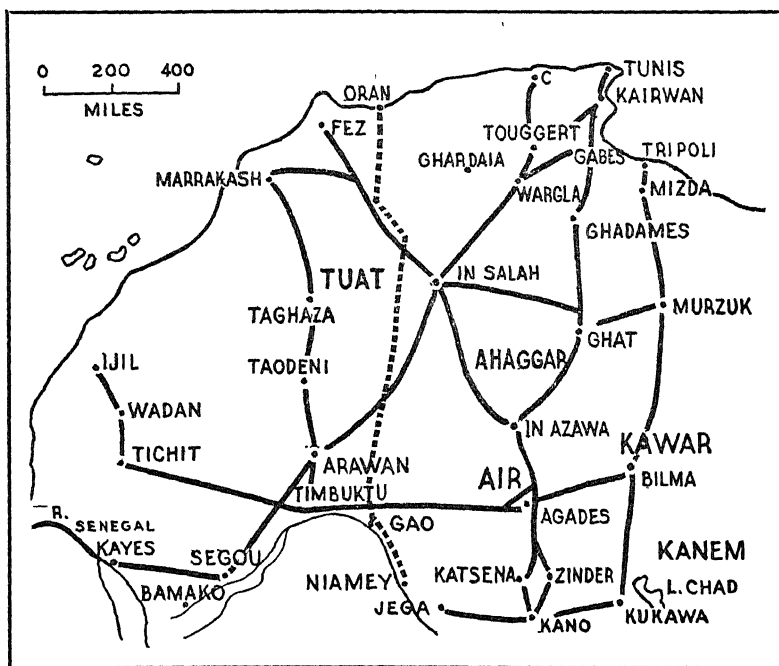 0 200 400
MILES
ORAN
C
TUNIS
KAIRWAN
FEZ
TOUGGERT
GHARDAIA
GABES
TRIPOLI
MARRAKASH
WARGLA
MIZDA
GHADAMES
TUAT
IN SALAH
TAGHAZA
MURZUK
GHAT
IJIL
TAODENI
AHAGGAR
WADAN
IN AZAWA
TICHIT
ARAWAN
KAWAR
AIR
BILMA
TIMBUKTU
AGADES
R.
SENEGAL
GAO
KAYES
SEGOU
KANEM
BAMAKO
NIAMEY
KATSENA
ZINDER
L. CHAD
JEGA
KANO
KUKAWA